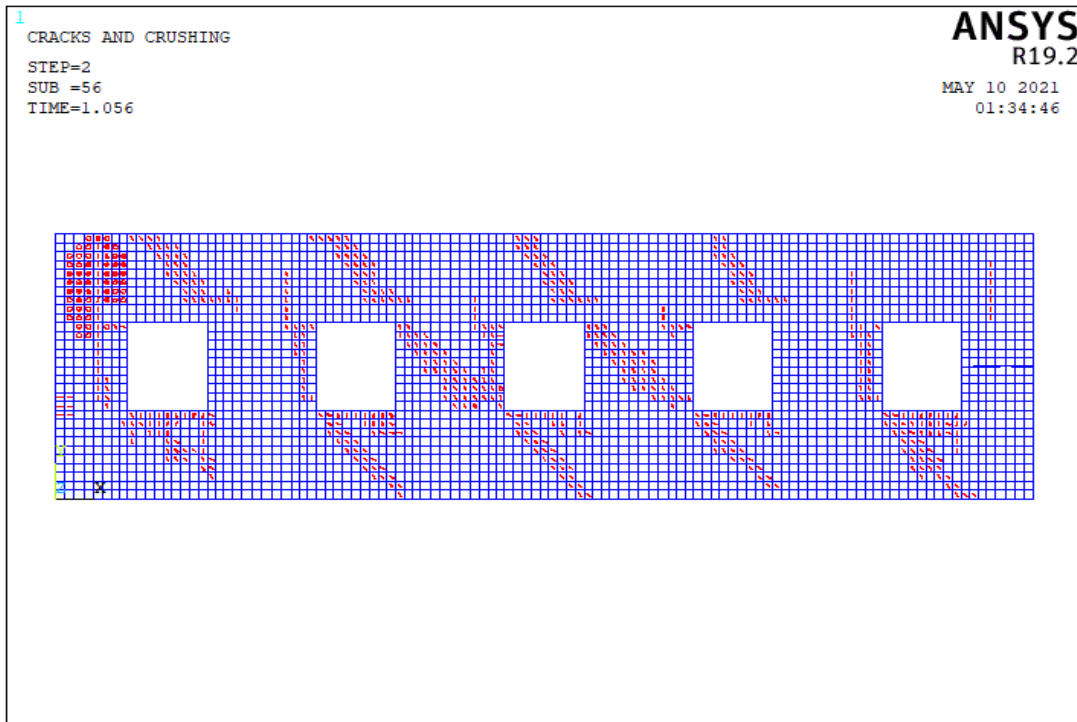 1
CRACKS AND CRUSHING
STEP=2
SUB =56
TIME=1.056
ANSYS
R19.2
MAY 10 2021
01:34:46
Y
Z X